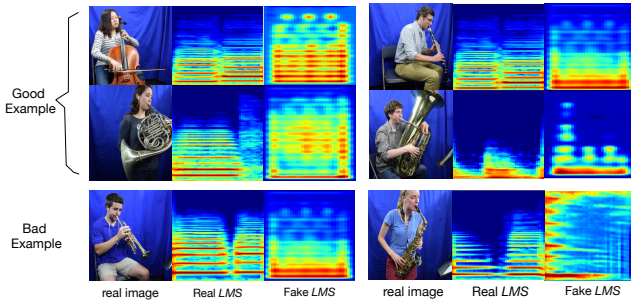 Good
Example
Bad
Example
real image Real LMS Fake LMS real image Real LMS Fake LMS